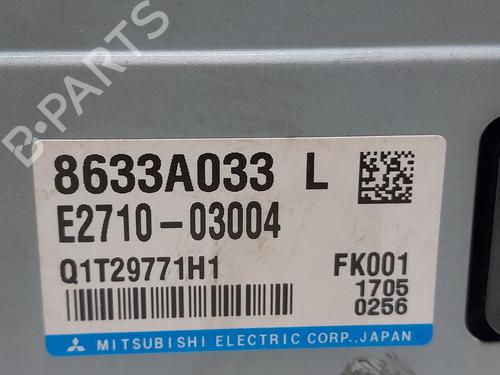 B-PARTS
8633A033 L
E2710-03004
Q1T29771H1
FK001
1705
0256
MITSUBISHI ELECTRIC CORP., JAPAN